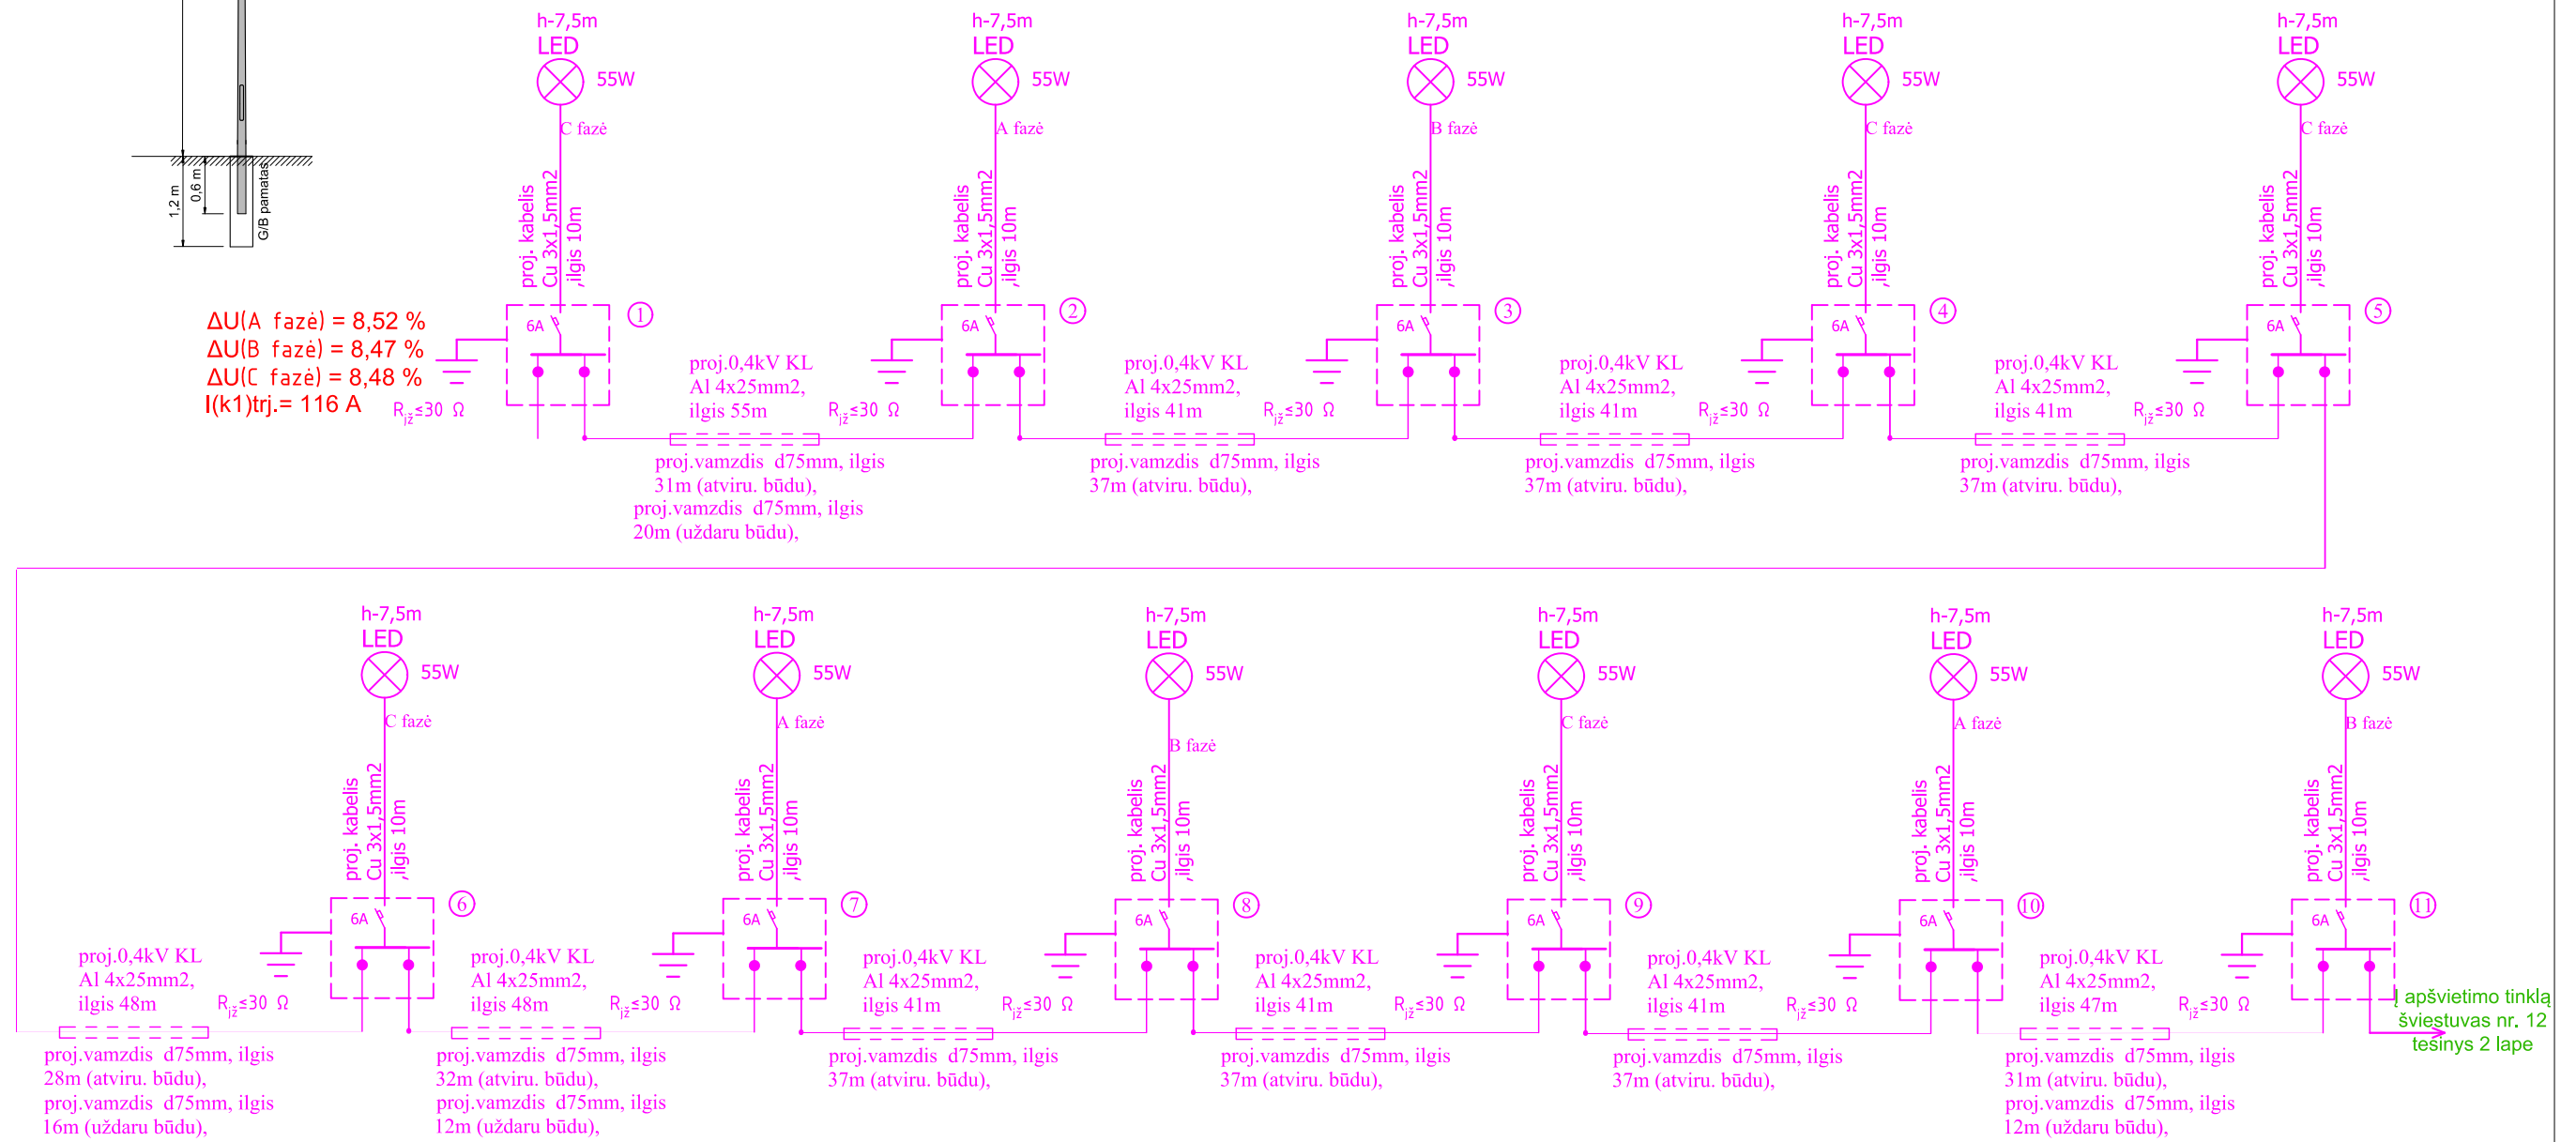 h-7,5m
LED
55W
C fazė
proj. kabelis
Cu 3x1,5mm2
,ilgis 10m
6A
1
h-7,5m
LED
55W
A fazė
proj. kabelis
Cu 3x1,5mm2
,ilgis 10m
6A
2
h-7,5m
LED
55W
B fazė
proj. kabelis
Cu 3x1,5mm2
,ilgis 10m
6A
3
h-7,5m
LED
55W
C fazė
proj. kabelis
Cu 3x1,5mm2
,ilgis 10m
6A
4
h-7,5m
LED
55W
C fazė
proj. kabelis
Cu 3x1,5mm2
,ilgis 10m
6A
5
1,2 m
0,6 m
G/B pamatas
ΔU(A fazė) = 8,52 %
ΔU(B fazė) = 8,47 %
ΔU(C fazė) = 8,48 %
I(k1)trj.= 116 A
Rįž≤30 Ω
proj.0,4kV KL
Al 4x25mm2,
ilgis 55m
Rįž≤30 Ω
proj.vamzdis d75mm, ilgis
31m (atviru. būdu),
proj.vamzdis d75mm, ilgis
20m (uždaru būdu),
proj.0,4kV KL
Al 4x25mm2,
ilgis 41m
Rįž≤30 Ω
proj.vamzdis d75mm, ilgis
37m (atviru. būdu),
proj.0,4kV KL
Al 4x25mm2,
ilgis 41m
Rįž≤30 Ω
proj.vamzdis d75mm, ilgis
37m (atviru. būdu),
proj.0,4kV KL
Al 4x25mm2,
ilgis 41m
Rįž≤30 Ω
proj.vamzdis d75mm, ilgis
37m (atviru. būdu),
h-7,5m
LED
55W
C fazė
proj. kabelis
Cu 3x1,5mm2
,ilgis 10m
6A
6
h-7,5m
LED
55W
A fazė
proj. kabelis
Cu 3x1,5mm2
,ilgis 10m
6A
7
h-7,5m
LED
55W
B fazė
proj. kabelis
Cu 3x1,5mm2
,ilgis 10m
6A
8
h-7,5m
LED
55W
C fazė
proj. kabelis
Cu 3x1,5mm2
,ilgis 10m
6A
9
h-7,5m
LED
55W
A fazė
proj. kabelis
Cu 3x1,5mm2
,ilgis 10m
6A
10
h-7,5m
LED
55W
B fazė
proj. kabelis
Cu 3x1,5mm2
,ilgis 10m
6A
11
proj.0,4kV KL
Al 4x25mm2,
ilgis 48m
Rįž≤30 Ω
proj.vamzdis d75mm, ilgis
28m (atviru. būdu),
proj.vamzdis d75mm, ilgis
16m (uždaru būdu),
proj.0,4kV KL
Al 4x25mm2,
ilgis 48m
Rįž≤30 Ω
proj.vamzdis d75mm, ilgis
32m (atviru. būdu),
proj.vamzdis d75mm, ilgis
12m (uždaru būdu),
proj.0,4kV KL
Al 4x25mm2,
ilgis 41m
Rįž≤30 Ω
proj.vamzdis d75mm, ilgis
37m (atviru. būdu),
proj.0,4kV KL
Al 4x25mm2,
ilgis 41m
Rįž≤30 Ω
proj.vamzdis d75mm, ilgis
37m (atviru. būdu),
proj.0,4kV KL
Al 4x25mm2,
ilgis 41m
Rįž≤30 Ω
proj.vamzdis d75mm, ilgis
37m (atviru. būdu),
proj.0,4kV KL
Al 4x25mm2,
ilgis 47m
Rįž≤30 Ω
proj.vamzdis d75mm, ilgis
31m (atviru. būdu),
proj.vamzdis d75mm, ilgis
12m (uždaru būdu),
Į apšvietimo tinklą
šviestuvas nr. 12
tęsinys 2 lape